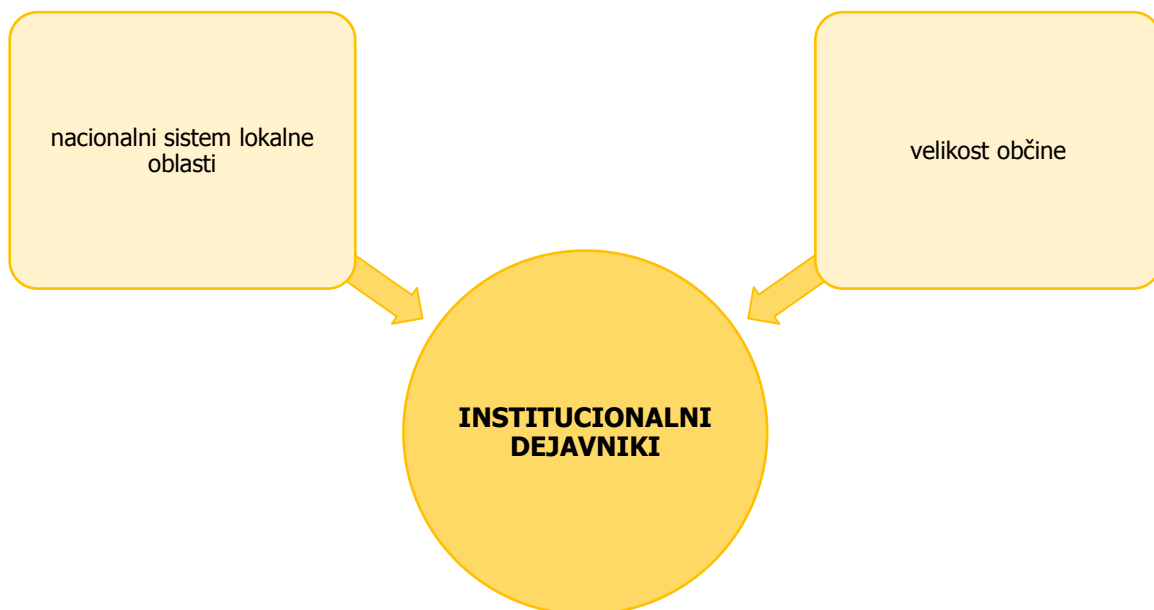 nacionalni sistem lokalne
oblasti
velikost občine
INSTITUCIONALNI
DEJAVNIKI